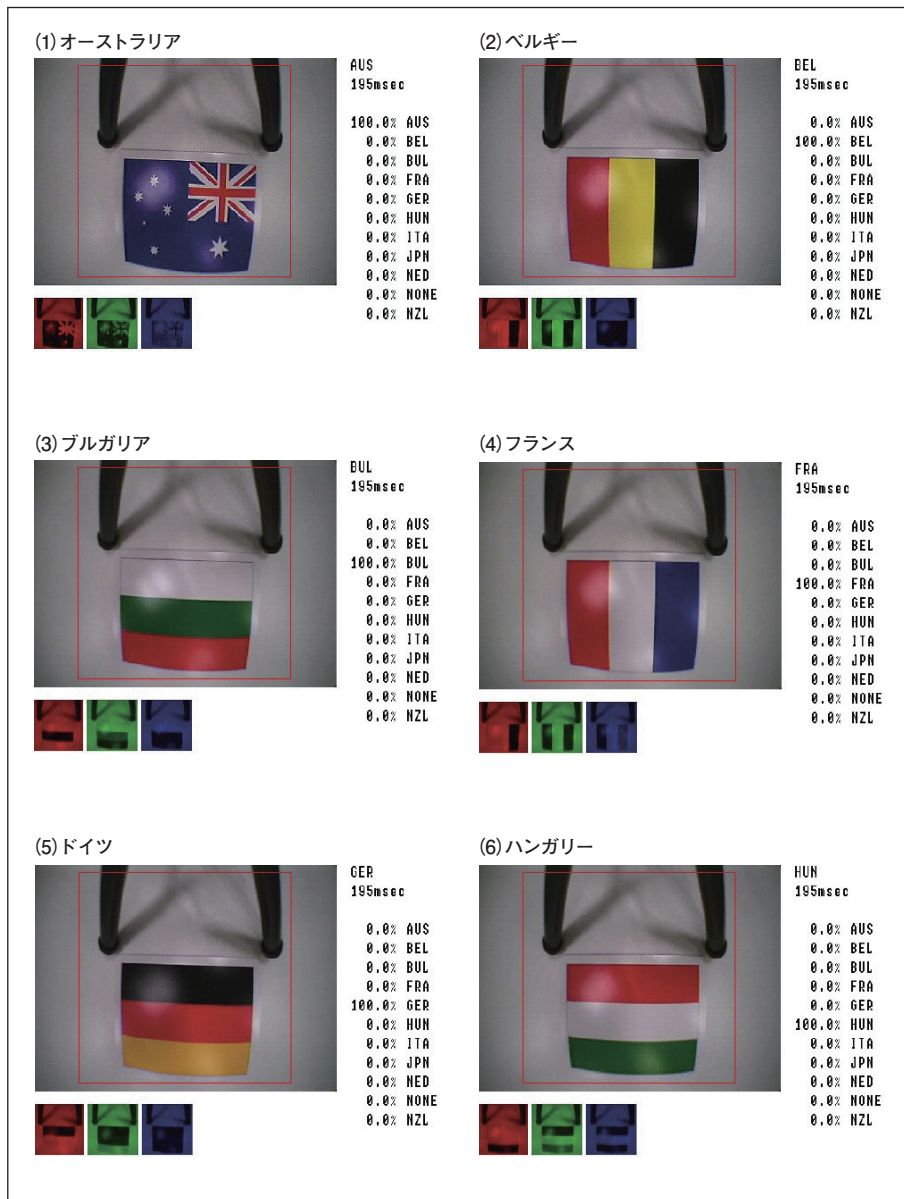 (1)オーストラリア
AUS
195msec
100.0% AUS
0.0% BEL
0.0% BUL
0.0% FRA
0.0% GER
0.0% HUN
0.0% ITA
0.0% JPN
0.0% NED
0.0% NONE
0.0% NZL
(2)ベルギー
BEL
195msec
0.0% AUS
100.0% BEL
0.0% BUL
0.0% FRA
0.0% GER
0.0% HUN
0.0% ITA
0.0% JPN
0.0% NED
0.0% NONE
0.0% NZL
(3)ブルガリア
BUL
195msec
0.0% AUS
0.0% BEL
100.0% BUL
0.0% FRA
0.0% GER
0.0% HUN
0.0% ITA
0.0% JPN
0.0% NED
0.0% NONE
0.0% NZL
(4)フランス
FRA
195msec
0.0% AUS
0.0% BEL
0.0% BUL
100.0% FRA
0.0% GER
0.0% HUN
0.0% ITA
0.0% JPN
0.0% NED
0.0% NONE
0.0% NZL
(5)ドイツ
GER
195msec
0.0% AUS
0.0% BEL
0.0% BUL
0.0% FRA
100.0% GER
0.0% HUN
0.0% ITA
0.0% JPN
0.0% NED
0.0% NONE
0.0% NZL
(6)ハンガリー
HUN
195msec
0.0% AUS
0.0% BEL
0.0% BUL
0.0% FRA
0.0% GER
100.0% HUN
0.0% ITA
0.0% JPN
0.0% NED
0.0% NONE
0.0% NZL